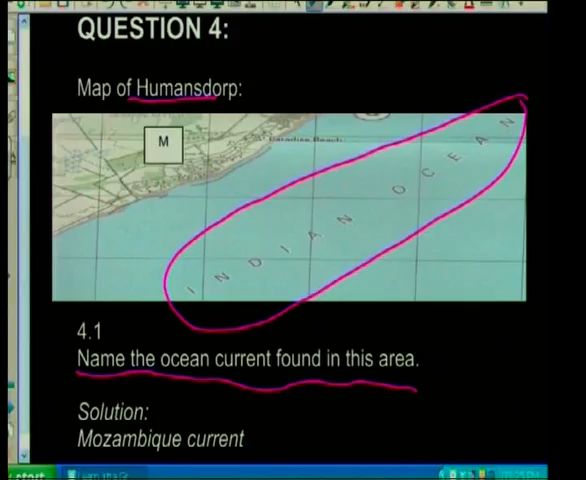 QUESTION 4:
Map of Humansdorp:
M
Paradise Beach
INDIAN OCEAN
4.1
Name the ocean current found in this area.
Solution:
Mozambique current
start